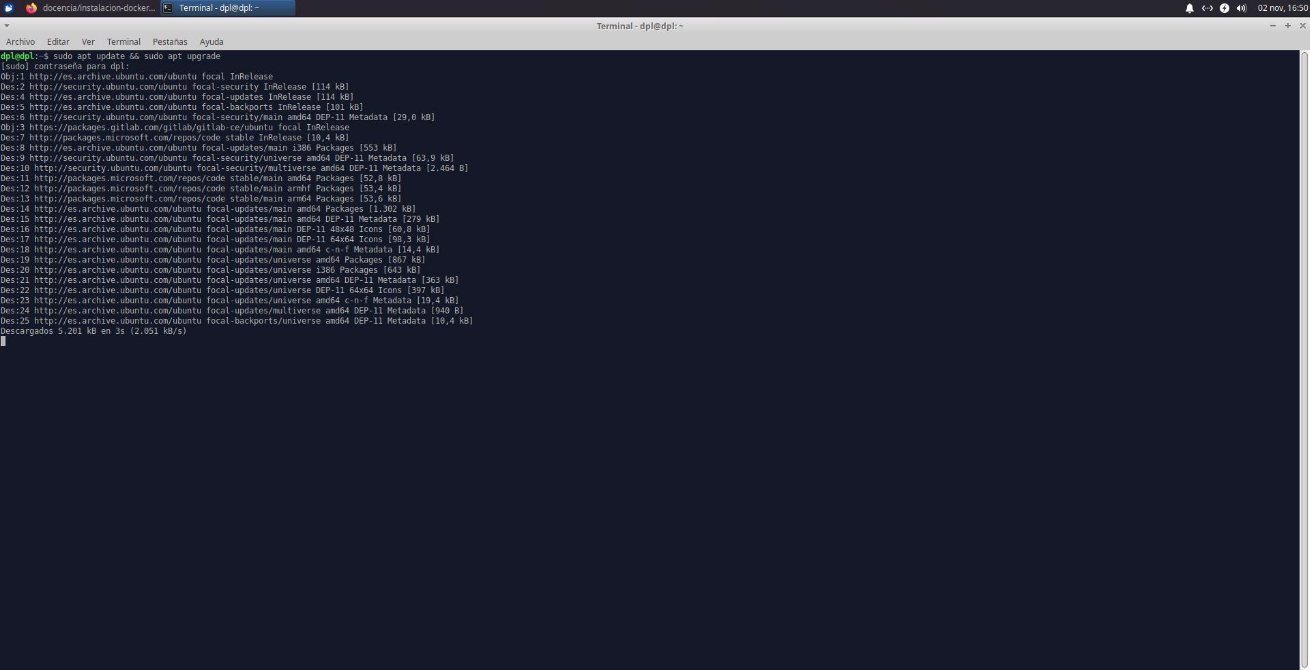 docencia/instalacion-docker... Terminal - dpl@dpl: ~ 02 nov, 16:50
Terminal - dpl@dpl: ~
Archivo Editar Ver Terminal Pestañas Ayuda
dpl@dpl:~$ sudo apt update && sudo apt upgrade
[sudo] contraseña para dpl:
Obj:1 http://es.archive.ubuntu.com/ubuntu focal InRelease
Des:2 http://security.ubuntu.com/ubuntu focal-security InRelease [114 kB]
Des:4 http://es.archive.ubuntu.com/ubuntu focal-updates InRelease [114 kB]
Des:5 http://es.archive.ubuntu.com/ubuntu focal-backports InRelease [101 kB]
Des:6 http://security.ubuntu.com/ubuntu focal-security/main amd64 DEP-11 Metadata [29,0 kB]
Obj:3 https://packages.gitlab.com/gitlab/gitlab-ce/ubuntu focal InRelease
Des:7 http://packages.microsoft.com/repos/code stable InRelease [10,4 kB]
Des:8 http://es.archive.ubuntu.com/ubuntu focal-updates/main i386 Packages [553 kB]
Des:9 http://security.ubuntu.com/ubuntu focal-security/universe amd64 DEP-11 Metadata [63,9 kB]
Des:10 http://security.ubuntu.com/ubuntu focal-security/multiverse amd64 DEP-11 Metadata [2.464 B]
Des:11 http://packages.microsoft.com/repos/code stable/main amd64 Packages [52,8 kB]
Des:12 http://packages.microsoft.com/repos/code stable/main armhf Packages [53,4 kB]
Des:13 http://packages.microsoft.com/repos/code stable/main arm64 Packages [53,6 kB]
Des:14 http://es.archive.ubuntu.com/ubuntu focal-updates/main amd64 Packages [1.302 kB]
Des:15 http://es.archive.ubuntu.com/ubuntu focal-updates/main amd64 DEP-11 Metadata [279 kB]
Des:16 http://es.archive.ubuntu.com/ubuntu focal-updates/main DEP-11 48x48 Icons [60,8 kB]
Des:17 http://es.archive.ubuntu.com/ubuntu focal-updates/main DEP-11 64x64 Icons [98,3 kB]
Des:18 http://es.archive.ubuntu.com/ubuntu focal-updates/main amd64 c-n-f Metadata [14,4 kB]
Des:19 http://es.archive.ubuntu.com/ubuntu focal-updates/universe amd64 Packages [867 kB]
Des:20 http://es.archive.ubuntu.com/ubuntu focal-updates/universe i386 Packages [643 kB]
Des:21 http://es.archive.ubuntu.com/ubuntu focal-updates/universe amd64 DEP-11 Metadata [363 kB]
Des:22 http://es.archive.ubuntu.com/ubuntu focal-updates/universe DEP-11 64x64 Icons [397 kB]
Des:23 http://es.archive.ubuntu.com/ubuntu focal-updates/universe amd64 c-n-f Metadata [19,4 kB]
Des:24 http://es.archive.ubuntu.com/ubuntu focal-updates/multiverse amd64 DEP-11 Metadata [940 B]
Des:25 http://es.archive.ubuntu.com/ubuntu focal-backports/universe amd64 DEP-11 Metadata [10,4 kB]
Descargados 5.201 kB en 3s (2.051 kB/s)